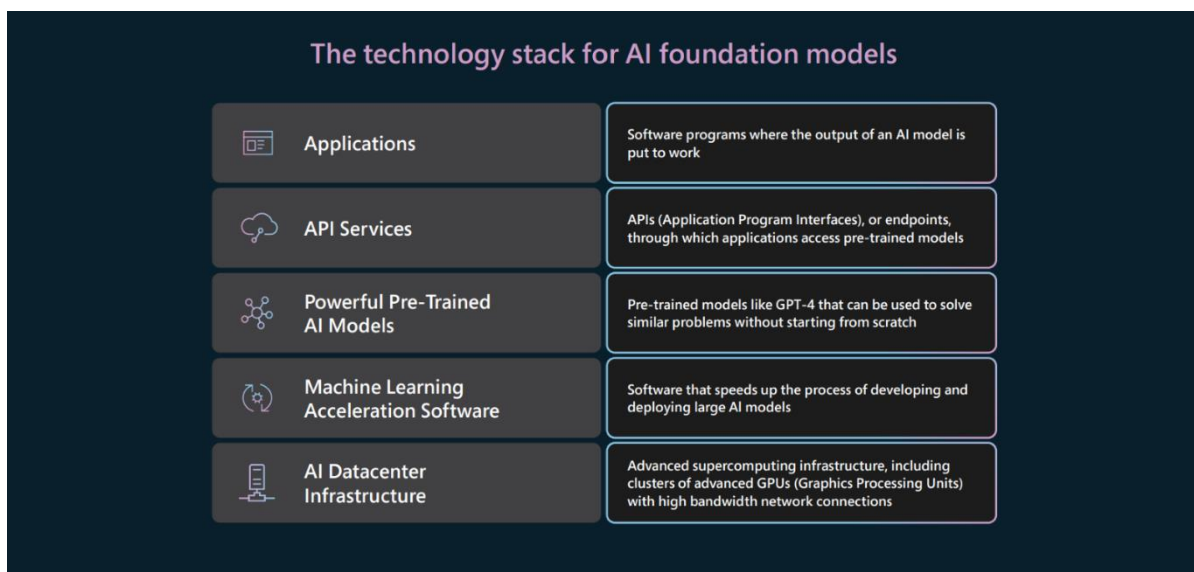 The technology stack for AI foundation models
Applications
Software programs where the output of an AI model is
put to work
API Services
APIs (Application Program Interfaces), or endpoints,
through which applications access pre-trained models
Powerful Pre-Trained
AI Models
Pre-trained models like GPT-4 that can be used to solve
similar problems without starting from scratch
Machine Learning
Acceleration Software
Software that speeds up the process of developing and
deploying large AI models
AI Datacenter
Infrastructure
Advanced supercomputing infrastructure, including
clusters of advanced GPUs (Graphics Processing Units)
with high bandwidth network connections